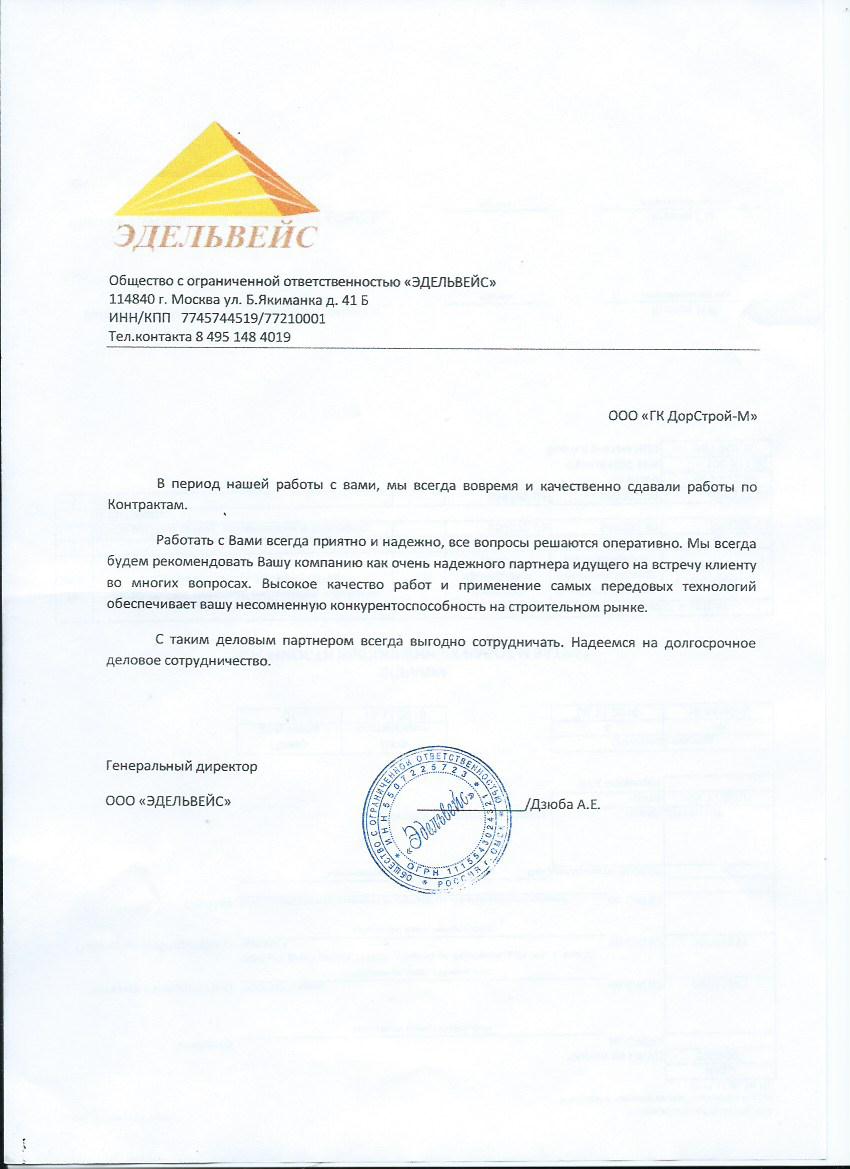 ЭДЕЛЬВЕЙС
Общество с ограниченной ответственностью «ЭДЕЛЬВЕЙС»
114840 г. Москва ул. Б.Якиманка д. 41 Б
ИНН/КПП 7745744519/77210001
Тел.контакта 8 495 148 4019
ООО «ГК ДорСтрой-М»
В период нашей работы с вами, мы всегда вовремя и качественно сдавали работы по
Контрактам.
Работать с Вами всегда приятно и надежно, все вопросы решаются оперативно. Мы всегда
будем рекомендовать Вашу компанию как очень надежного партнера идущего на встречу клиенту
во многих вопросах. Высокое качество работ и применение самых передовых технологий
обеспечивает вашу несомненную конкурентоспособность на строительном рынке.
С таким деловым партнером всегда выгодно сотрудничать. Надеемся на долгосрочное
деловое сотрудничество.
Генеральный директор
ООО «ЭДЕЛЬВЕЙС»
/Дзюба А.Е.
ОБЩЕСТВО С ОГРАНИЧЕННОЙ ОТВЕТСТВЕННОСТЬЮ
РОССИЯ Г.ОМСК
ИНН 5507225723
ОГРН 1115543024321
«Эдельвейс»